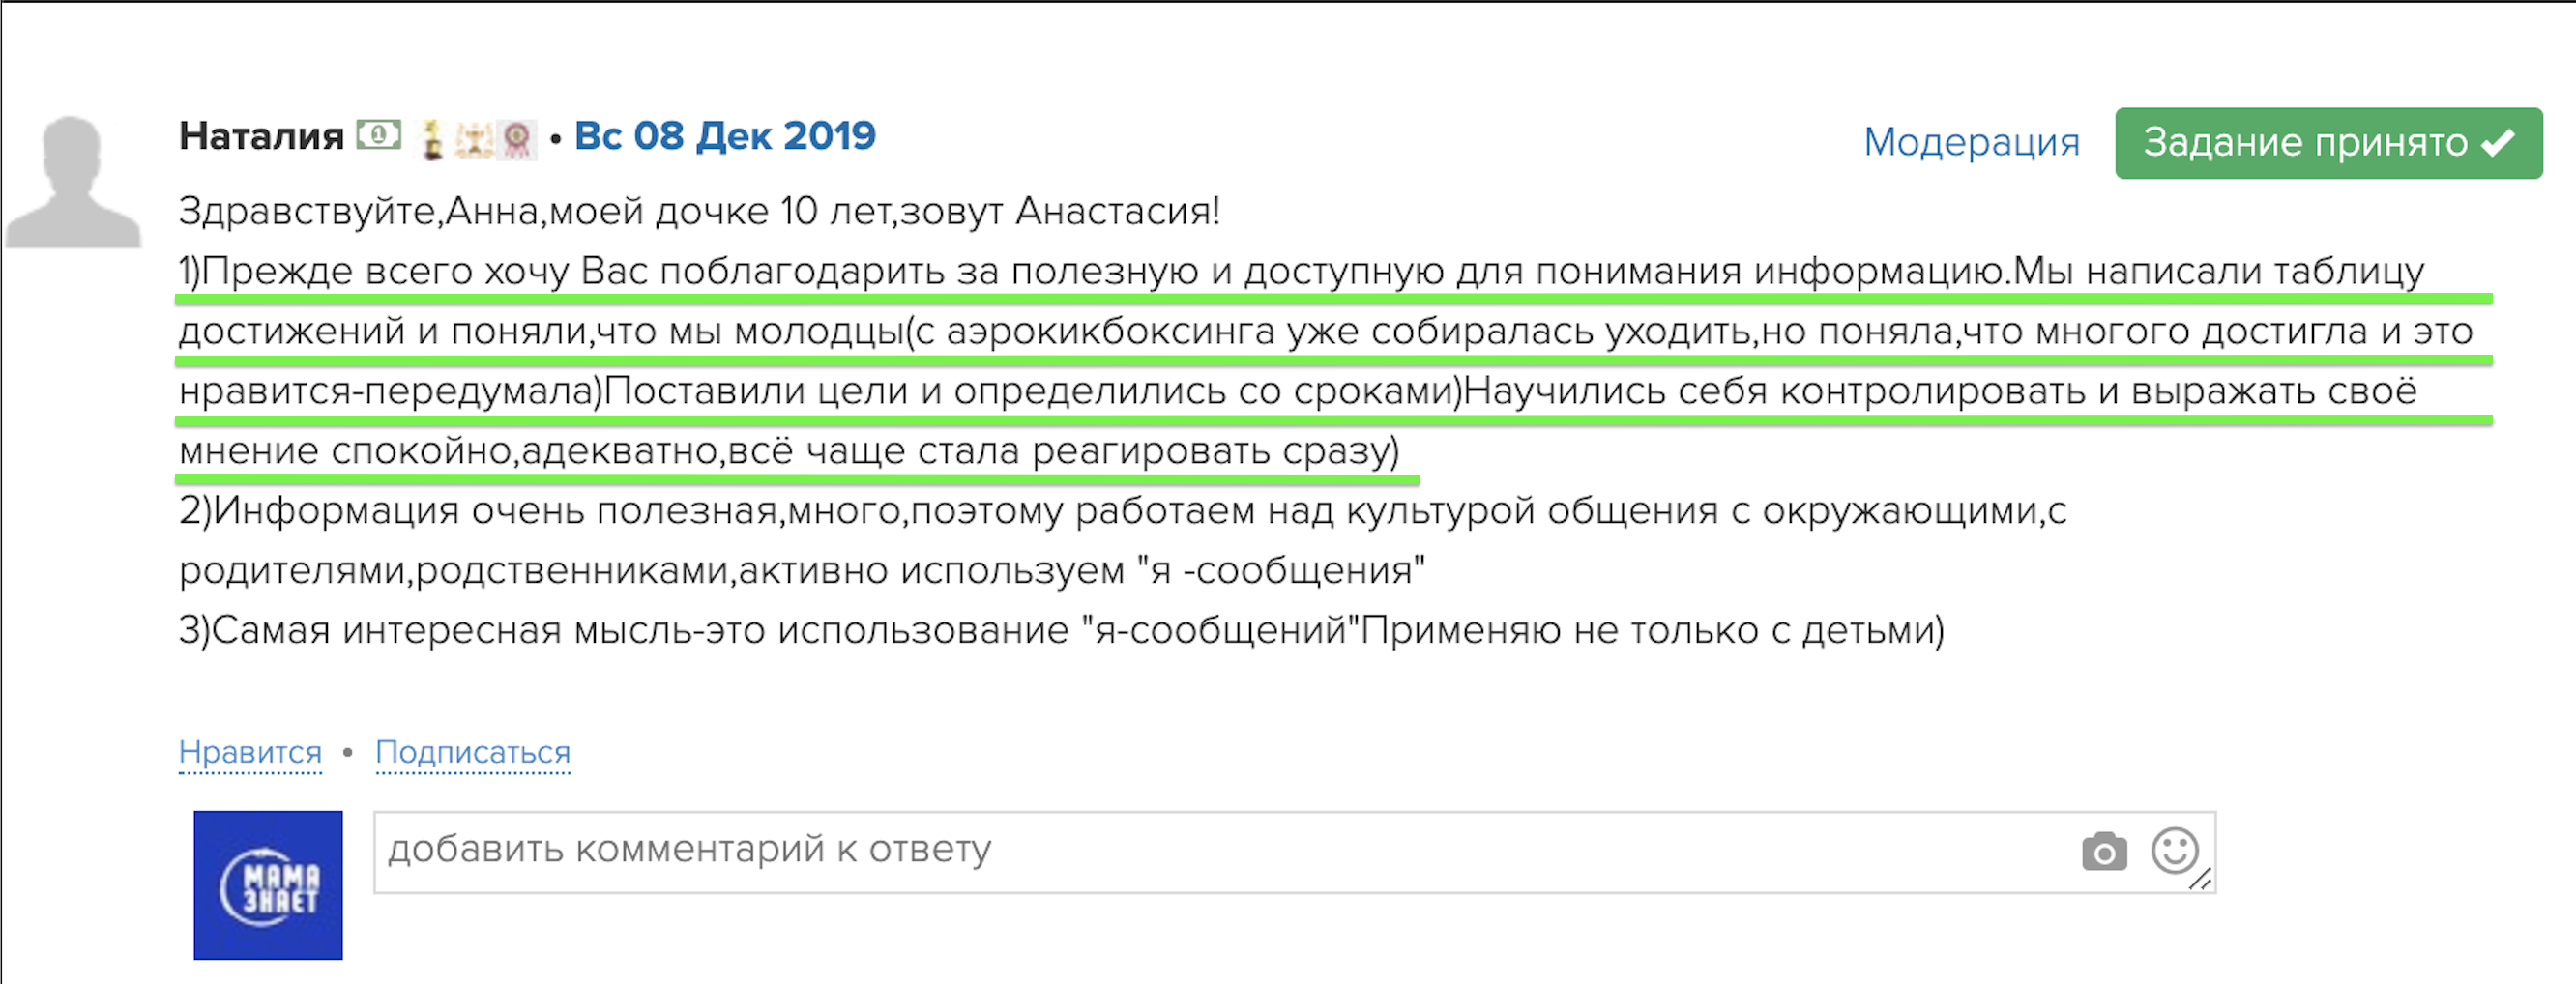 Наталия • Вс 08 Дек 2019
Модерация
Задание принято
Здравствуйте,Анна,моей дочке 10 лет,зовут Анастасия!
1)Прежде всего хочу Вас поблагодарить за полезную и доступную для понимания информацию.Мы написали таблицу
достижений и поняли,что мы молодцы(с аэрокикбоксинга уже собиралась уходить,но поняла,что многого достигла и это
нравится-передумала)Поставили цели и определились со сроками)Научились себя контролировать и выражать своё
мнение спокойно,адекватно,всё чаще стала реагировать сразу)
2)Информация очень полезная,много,поэтому работаем над культурой общения с окружающими,с
родителями,родственниками,активно используем "я -сообщения"
3)Самая интересная мысль-это использование "я-сообщений"Применяю не только с детьми)
Нравится • Подписаться
МАМА
ЗНАЕТ
добавить комментарий к ответу